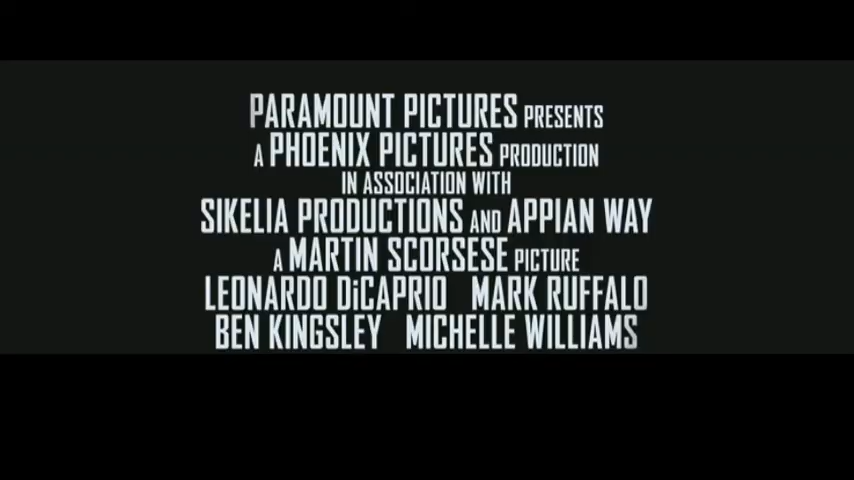 PARAMOUNT PICTURES PRESENTS
A PHOENIX PICTURES PRODUCTION
IN ASSOCIATION WITH
SIKELIA PRODUCTIONS AND APPIAN WAY
A MARTIN SCORSESE PICTURE
LEONARDO DiCAPRIO MARK RUFFALO
BEN KINGSLEY MICHELLE WILLIAMS